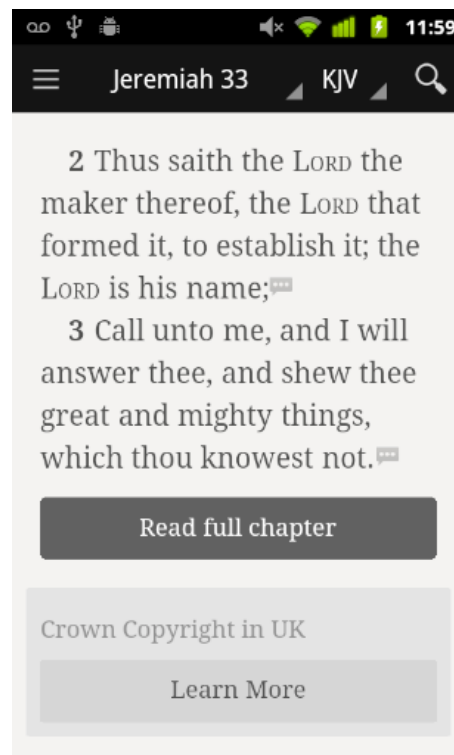 11:59
Jeremiah 33 KJV
2 Thus saith the LORD the
maker thereof, the LORD that
formed it, to establish it; the
LORD is his name;
3 Call unto me, and I will
answer thee, and shew thee
great and mighty things,
which thou knowest not.
Read full chapter
Crown Copyright in UK
Learn More